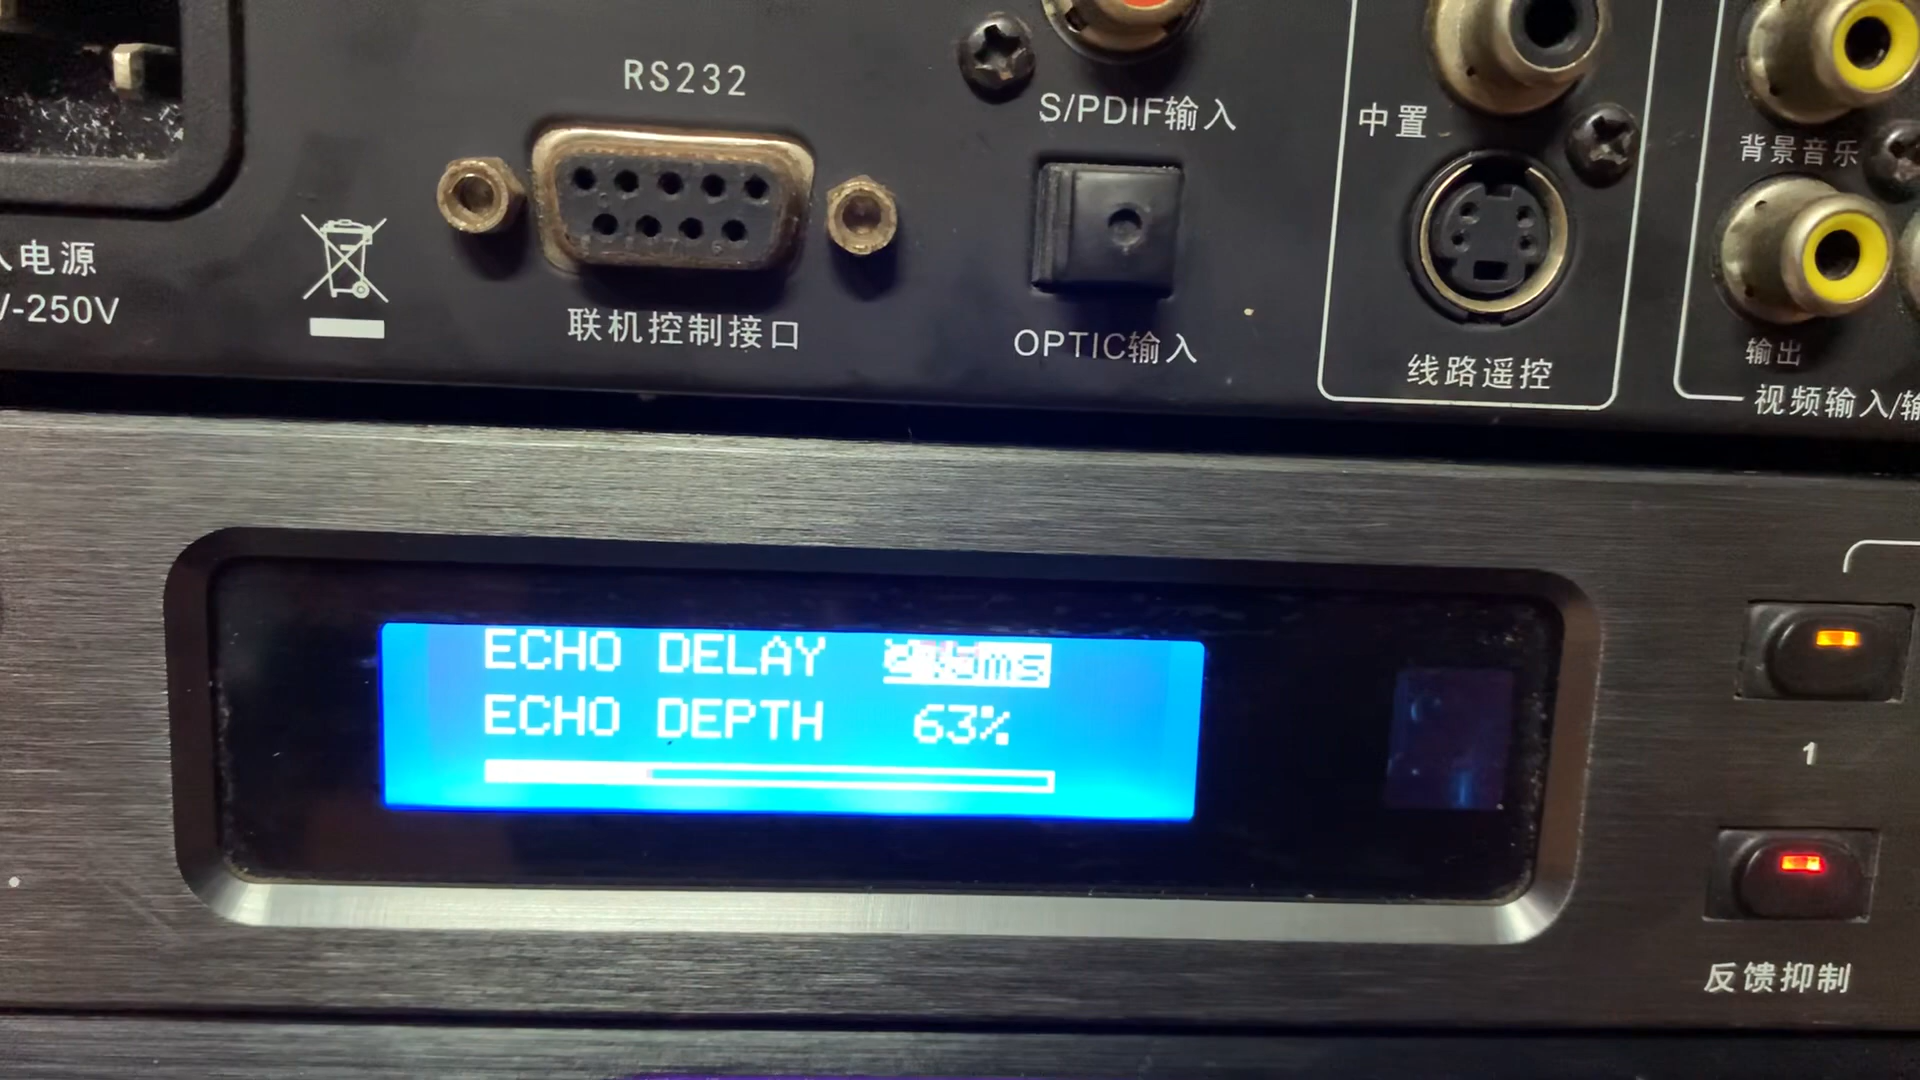 RS232
S/PDIF输入
中置
背景音乐
电源
-250V
联机控制接口
OPTIC输入
线路遥控
输出
视频输入/输
ECHO DELAY
ECHO DEPTH 63%
1
反馈抑制